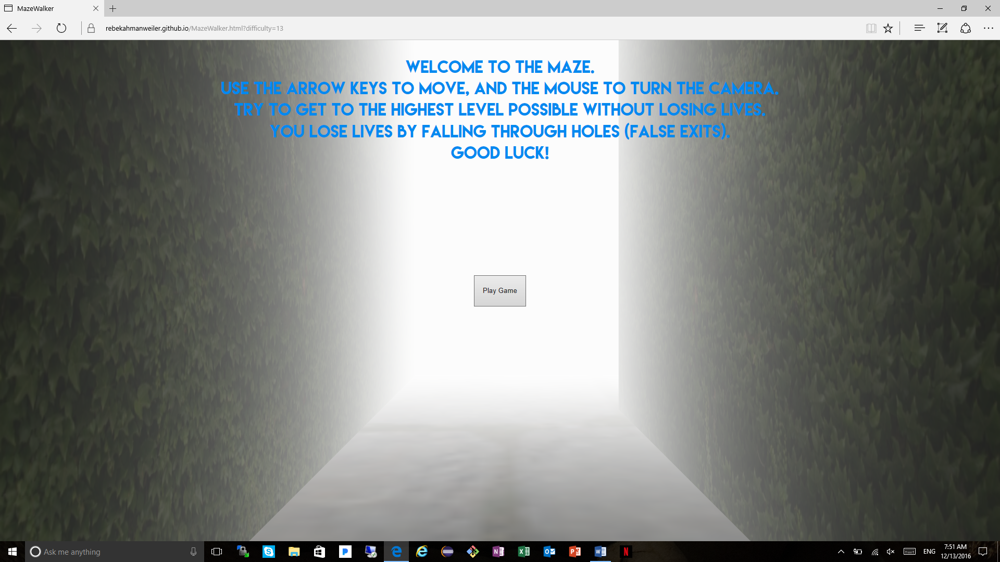 MazeWalker
rebekahmanweiler.github.io/MazeWalker.html?difficulty=13
WELCOME TO THE MAZE.
USE THE ARROW KEYS TO MOVE, AND THE MOUSE TO TURN THE CAMERA.
TRY TO GET TO THE HIGHEST LEVEL POSSIBLE WITHOUT LOSING LIVES.
YOU LOSE LIVES BY FALLING THROUGH HOLES (FALSE EXITS).
GOOD LUCK!
Play Game
Ask me anything
ENG
7:51 AM
12/13/2016